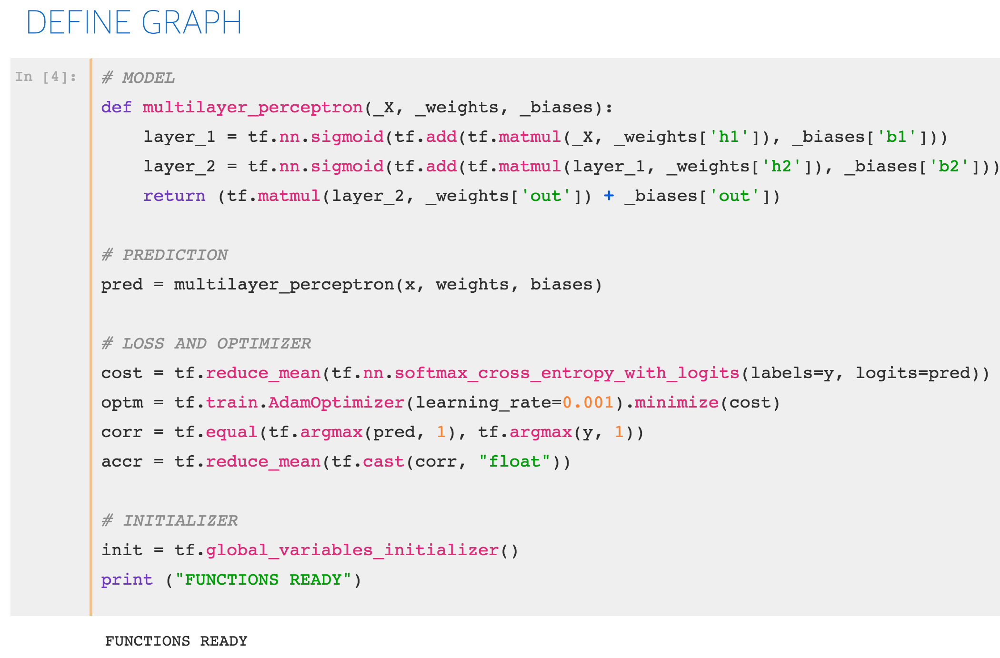 DEFINE GRAPH
In [4]:
# MODEL
def multilayer_perceptron(_X, _weights, _biases):
    layer_1 = tf.nn.sigmoid(tf.add(tf.matmul(_X, _weights['h1']), _biases['b1']))
    layer_2 = tf.nn.sigmoid(tf.add(tf.matmul(layer_1, _weights['h2']), _biases['b2']))
    return (tf.matmul(layer_2, _weights['out']) + _biases['out'])
# PREDICTION
pred = multilayer_perceptron(x, weights, biases)
# LOSS AND OPTIMIZER
cost = tf.reduce_mean(tf.nn.softmax_cross_entropy_with_logits(labels=y, logits=pred))
optm = tf.train.AdamOptimizer(learning_rate=0.001).minimize(cost)
corr = tf.equal(tf.argmax(pred, 1), tf.argmax(y, 1))
accr = tf.reduce_mean(tf.cast(corr, "float"))
# INITIALIZER
init = tf.global_variables_initializer()
print ("FUNCTIONS READY")
FUNCTIONS READY